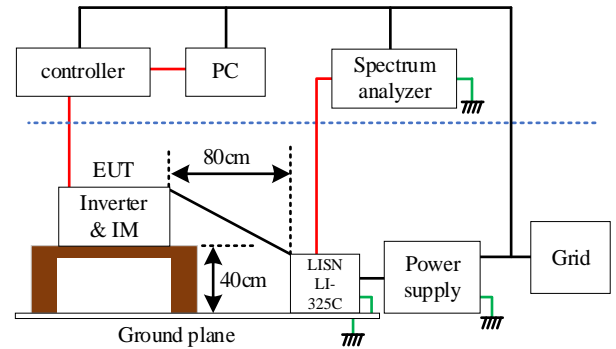 controller
PC
Spectrum
analyzer
EUT
80cm
Inverter
& IM
40cm
LISN
LI-
325C
Power
supply
Grid
Ground plane